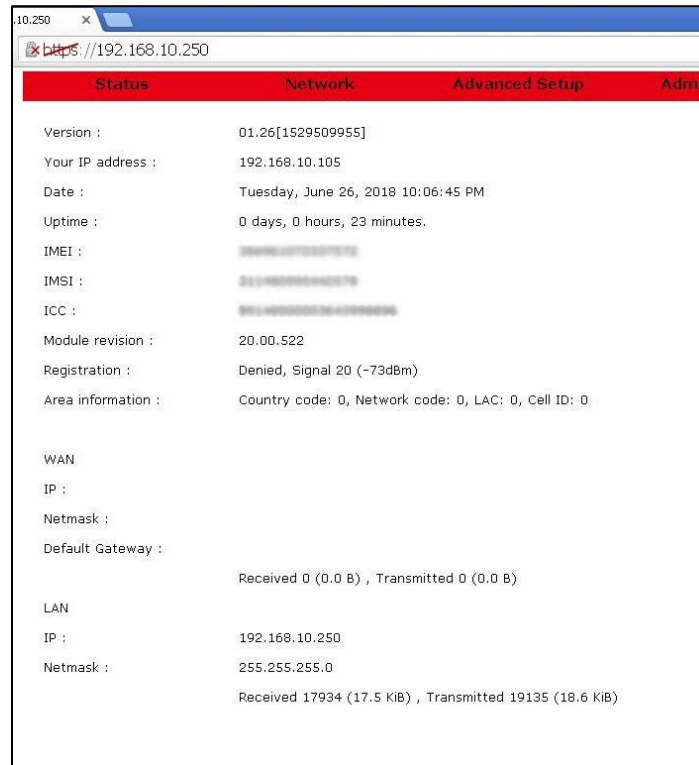 .10.250
https://192.168.10.250
Status Network Advanced Setup Adm
Version : 01.26[1529509955]
Your IP address : 192.168.10.105
Date : Tuesday, June 26, 2018 10:06:45 PM
Uptime : 0 days, 0 hours, 23 minutes.
IMEI :
IMSI :
ICC :
Module revision : 20.00.522
Registration : Denied, Signal 20 (-73dBm)
Area information : Country code: 0, Network code: 0, LAC: 0, Cell ID: 0
WAN
IP :
Netmask :
Default Gateway :
Received 0 (0.0 B) , Transmitted 0 (0.0 B)
LAN
IP : 192.168.10.250
Netmask : 255.255.255.0
Received 17934 (17.5 KiB) , Transmitted 19135 (18.6 KiB)